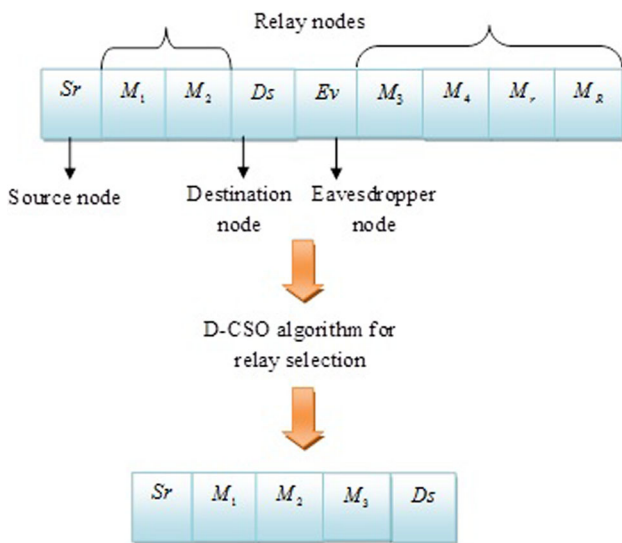 Relay nodes
Sr M₁ M₂ Ds Ev M₃ M₄ Mᵣ M_R
Source node Destination node Eavesdropper node
D-CSO algorithm for
relay selection
Sr M₁ M₂ M₃ Ds